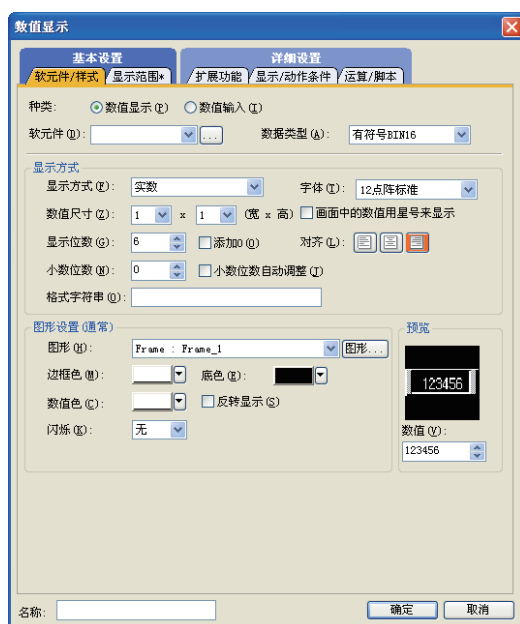 数值显示
基本设置 详细设置
软元件/样式 显示范围* 扩展功能 显示/动作条件 运算/脚本
种类: 数值显示(P) 数值输入(I)
软元件(D): ... 数据类型(A): 有符号BIN16
显示方式
显示方式(F): 实数 字体(T): 12点阵标准
数值尺寸(Z): 1 x 1 (宽 x 高) 画面中的数值用星号来显示
显示位数(G): 6 添加0(O) 对齐(L):
小数位数(N): 0 小数位数自动调整(J)
格式字符串(O):
图形设置(通常) 预览
图形(H): Frame : Frame_1 图形...
边框色(M): 底色(E):
123456
数值色(C): 反转显示(S)
闪烁(K): 无 数值(V):
123456
名称: 确定 取消